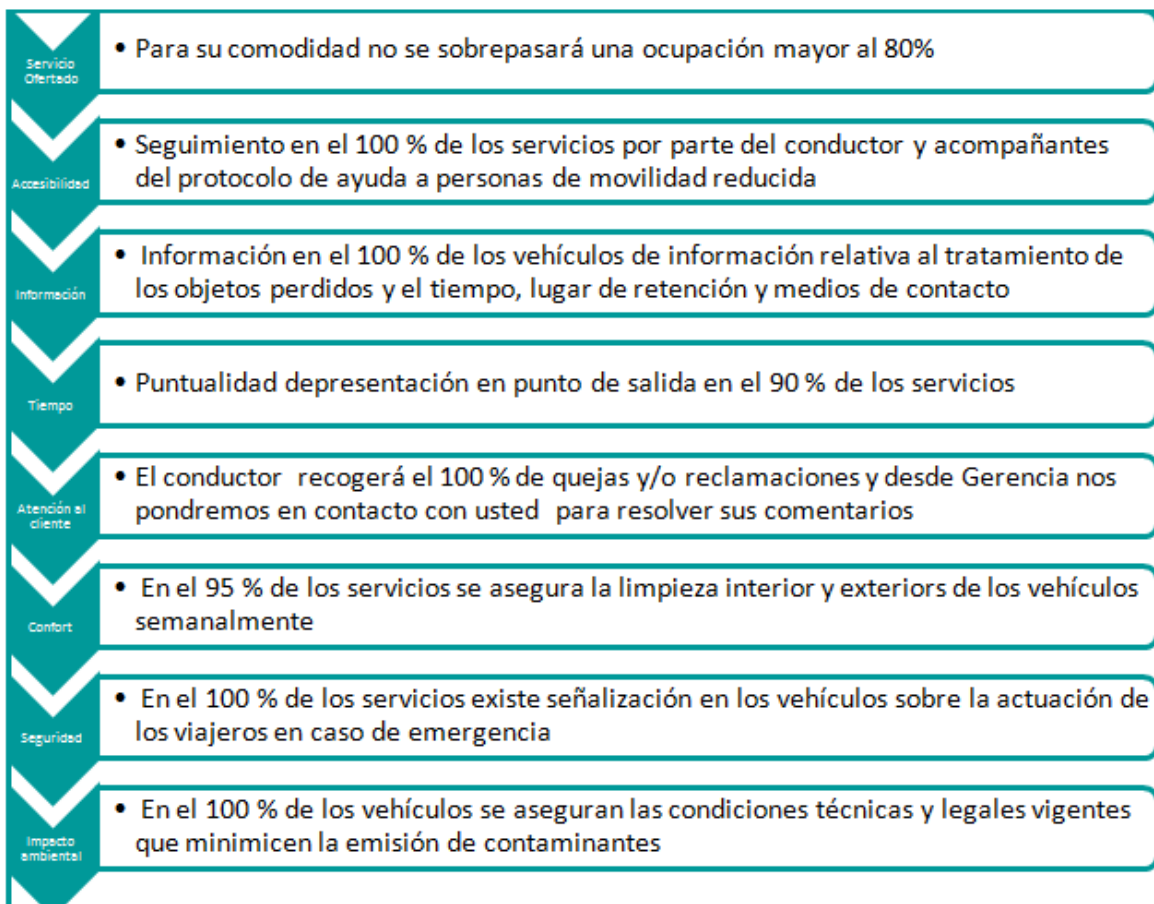 Servicio
Ofertado
• Para su comodidad no se sobrepasará una ocupación mayor al 80%
Accesibilidad
• Seguimiento en el 100 % de los servicios por parte del conductor y acompañantes
del protocolo de ayuda a personas de movilidad reducida
Información
• Información en el 100 % de los vehículos de información relativa al tratamiento de
los objetos perdidos y el tiempo, lugar de retención y medios de contacto
Tiempo
• Puntualidad depresentación en punto de salida en el 90 % de los servicios
Atención al
cliente
• El conductor recogerá el 100 % de quejas y/o reclamaciones y desde Gerencia nos
pondremos en contacto con usted para resolver sus comentarios
Confort
• En el 95 % de los servicios se asegura la limpieza interior y exteriors de los vehículos
semanalmente
Seguridad
• En el 100 % de los servicios existe señalización en los vehículos sobre la actuación de
los viajeros en caso de emergencia
Impacto
ambiental
• En el 100 % de los vehículos se aseguran las condiciones técnicas y legales vigentes
que minimicen la emisión de contaminantes